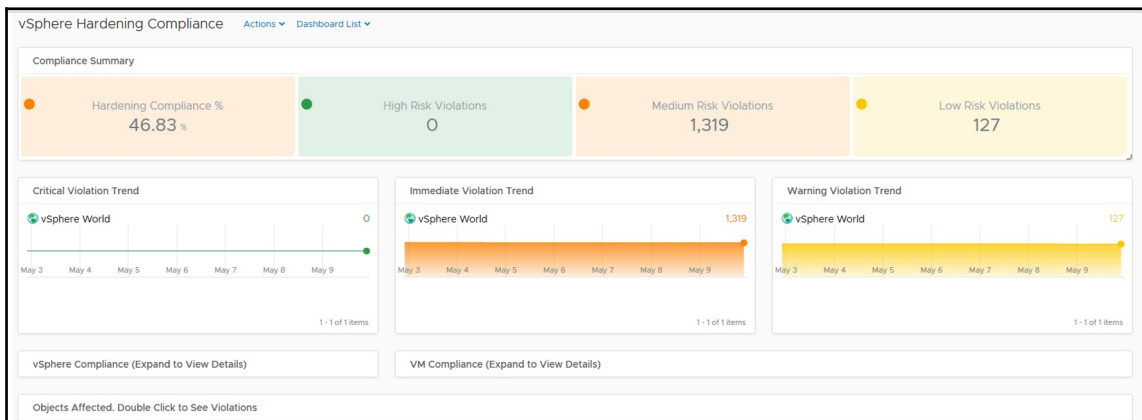 vSphere Hardening Compliance Actions Dashboard List
Compliance Summary
Hardening Compliance %
46.83 %
High Risk Violations
0
Medium Risk Violations
1,319
Low Risk Violations
127
Critical Violation Trend
vSphere World 0
May 3 May 4 May 5 May 6 May 7 May 8 May 9
1 - 1 of 1 items
Immediate Violation Trend
vSphere World 1,319
May 3 May 4 May 5 May 6 May 7 May 8 May 9
1 - 1 of 1 items
Warning Violation Trend
vSphere World 127
May 3 May 4 May 5 May 6 May 7 May 8 May 9
1 - 1 of 1 items
vSphere Compliance (Expand to View Details)
VM Compliance (Expand to View Details)
Objects Affected. Double Click to See Violations